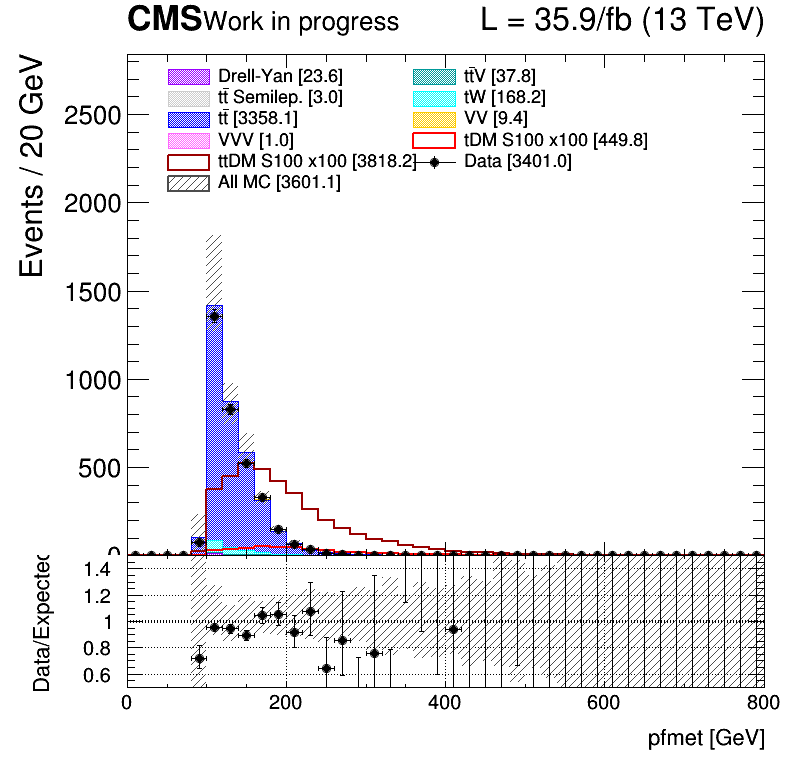 CMS Work in progress L = 35.9/fb (13 TeV)
Drell-Yan [23.6] tt̄V [37.8]
tt̄ Semilep. [3.0] tW [168.2]
tt̄ [3358.1] VV [9.4]
VVV [1.0] tDM S100 x100 [449.8]
ttDM S100 x100 [3818.2] Data [3401.0]
All MC [3601.1]
Events / 20 GeV
2500
2000
1500
1000
500
0
Data/Expected
1.4
1.2
1
0.8
0.6
0 200 400 600 800
pfmet [GeV]